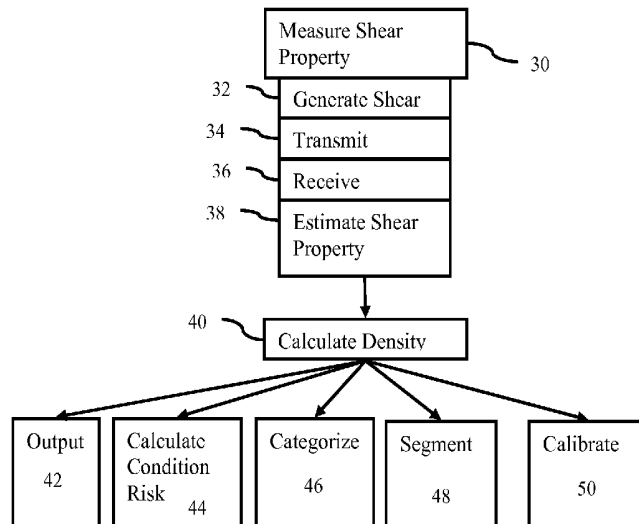 Measure Shear
Property
30
32
Generate Shear
34
Transmit
36
Receive
38
Estimate Shear
Property
40
Calculate Density
Output
42
Calculate
Condition
Risk
44
Categorize
46
Segment
48
Calibrate
50